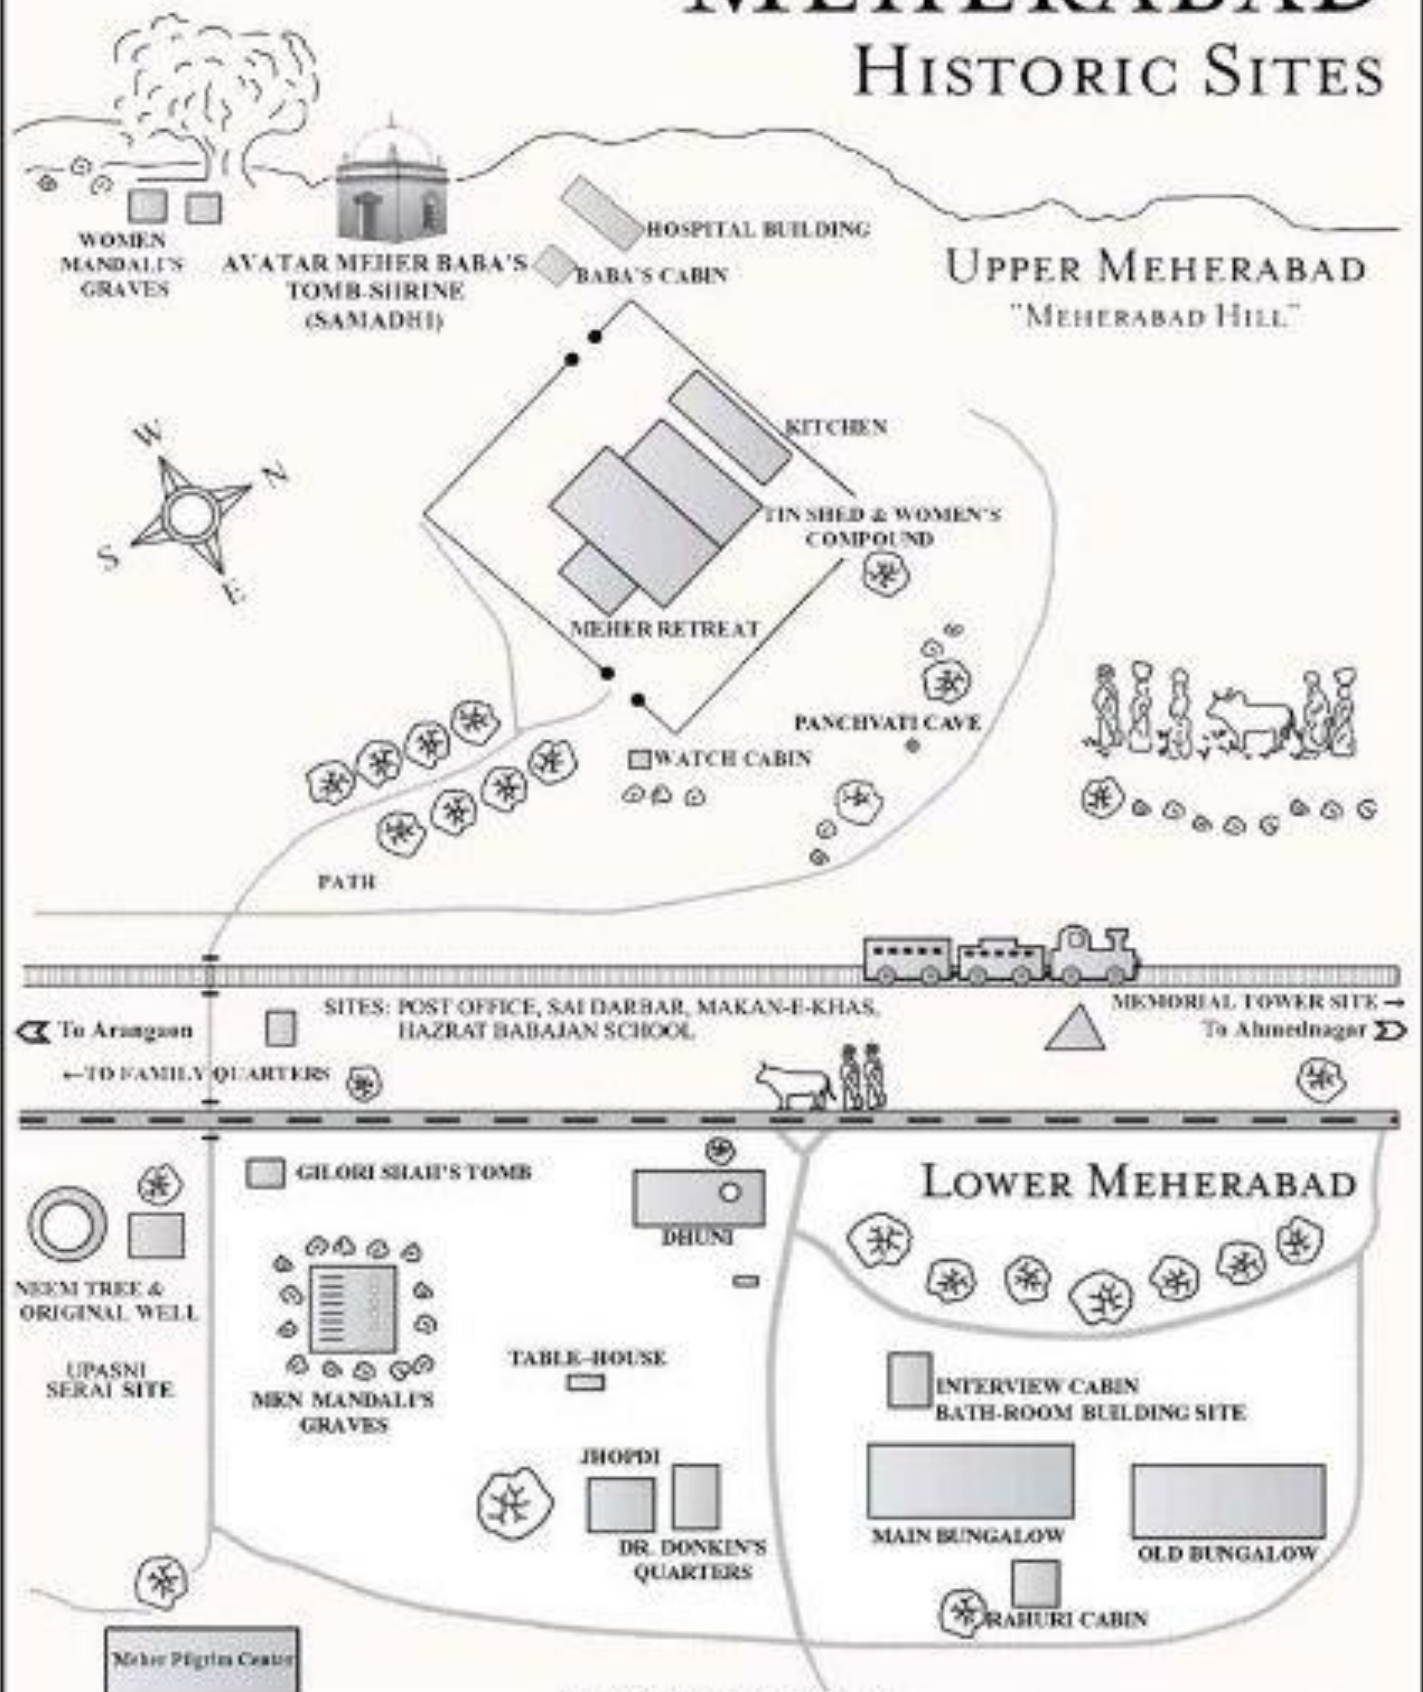 MEHERABAD
HISTORIC SITES
HOSPITAL BUILDING
WOMEN
MANDALI'S
GRAVES
AVATAR MEHER BABA'S
TOMB-SHRINE
(SAMADHI)
BABA'S CABIN
UPPER MEHERABAD
"MEHERABAD HILL"
W
N
S
E
KITCHEN
TIN SHED & WOMEN'S
COMPOUND
MEHER RETREAT
PANCHVATI CAVE
WATCH CABIN
PATH
SITES: POST OFFICE, SAI DARBAR, MAKAN-E-KHAS,
HAZRAT BABAJAN SCHOOL
MEMORIAL TOWER SITE →
To Ahmednagar
To Arangaon
←TO FAMILY QUARTERS
GILORI SHAH'S TOMB
LOWER MEHERABAD
DHUNI
NEEM TREE &
ORIGINAL WELL
UPASNI
SERAI SITE
MEN MANDALI'S
GRAVES
TABLE-HOUSE
INTERVIEW CABIN
BATH-ROOM BUILDING SITE
JHOPDI
DR. DONKIN'S
QUARTERS
MAIN BUNGALOW
OLD BUNGALOW
RAHURI CABIN
Meher Pilgrim Center